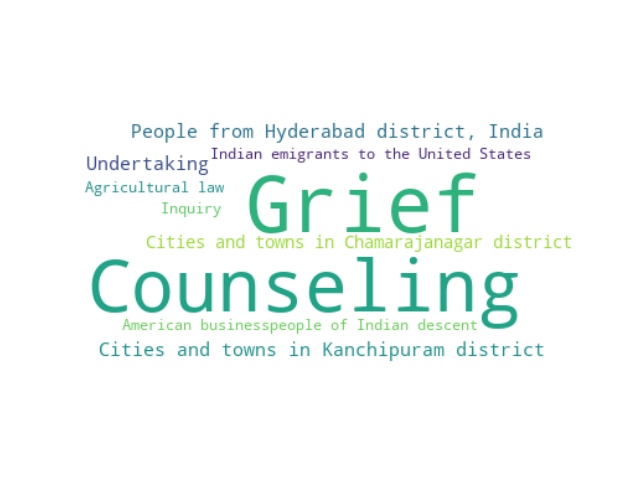 People from Hyderabad district, India
Indian emigrants to the United States
Undertaking
Agricultural law
Grief
Inquiry
Cities and towns in Chamarajanagar district
Counseling
American businesspeople of Indian descent
Cities and towns in Kanchipuram district